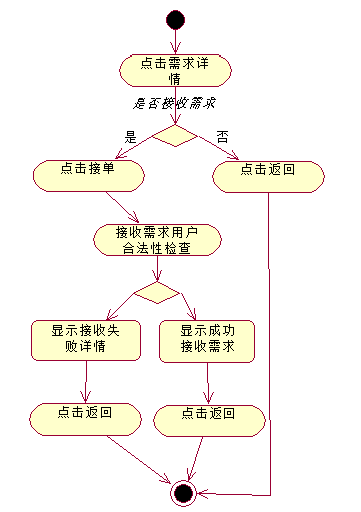 点击需求详
情
是否接收需求
是
否
点击接单
点击返回
接收需求用户
合法性检查
显示接收失
败详情
显示成功
接收需求
点击返回
点击返回